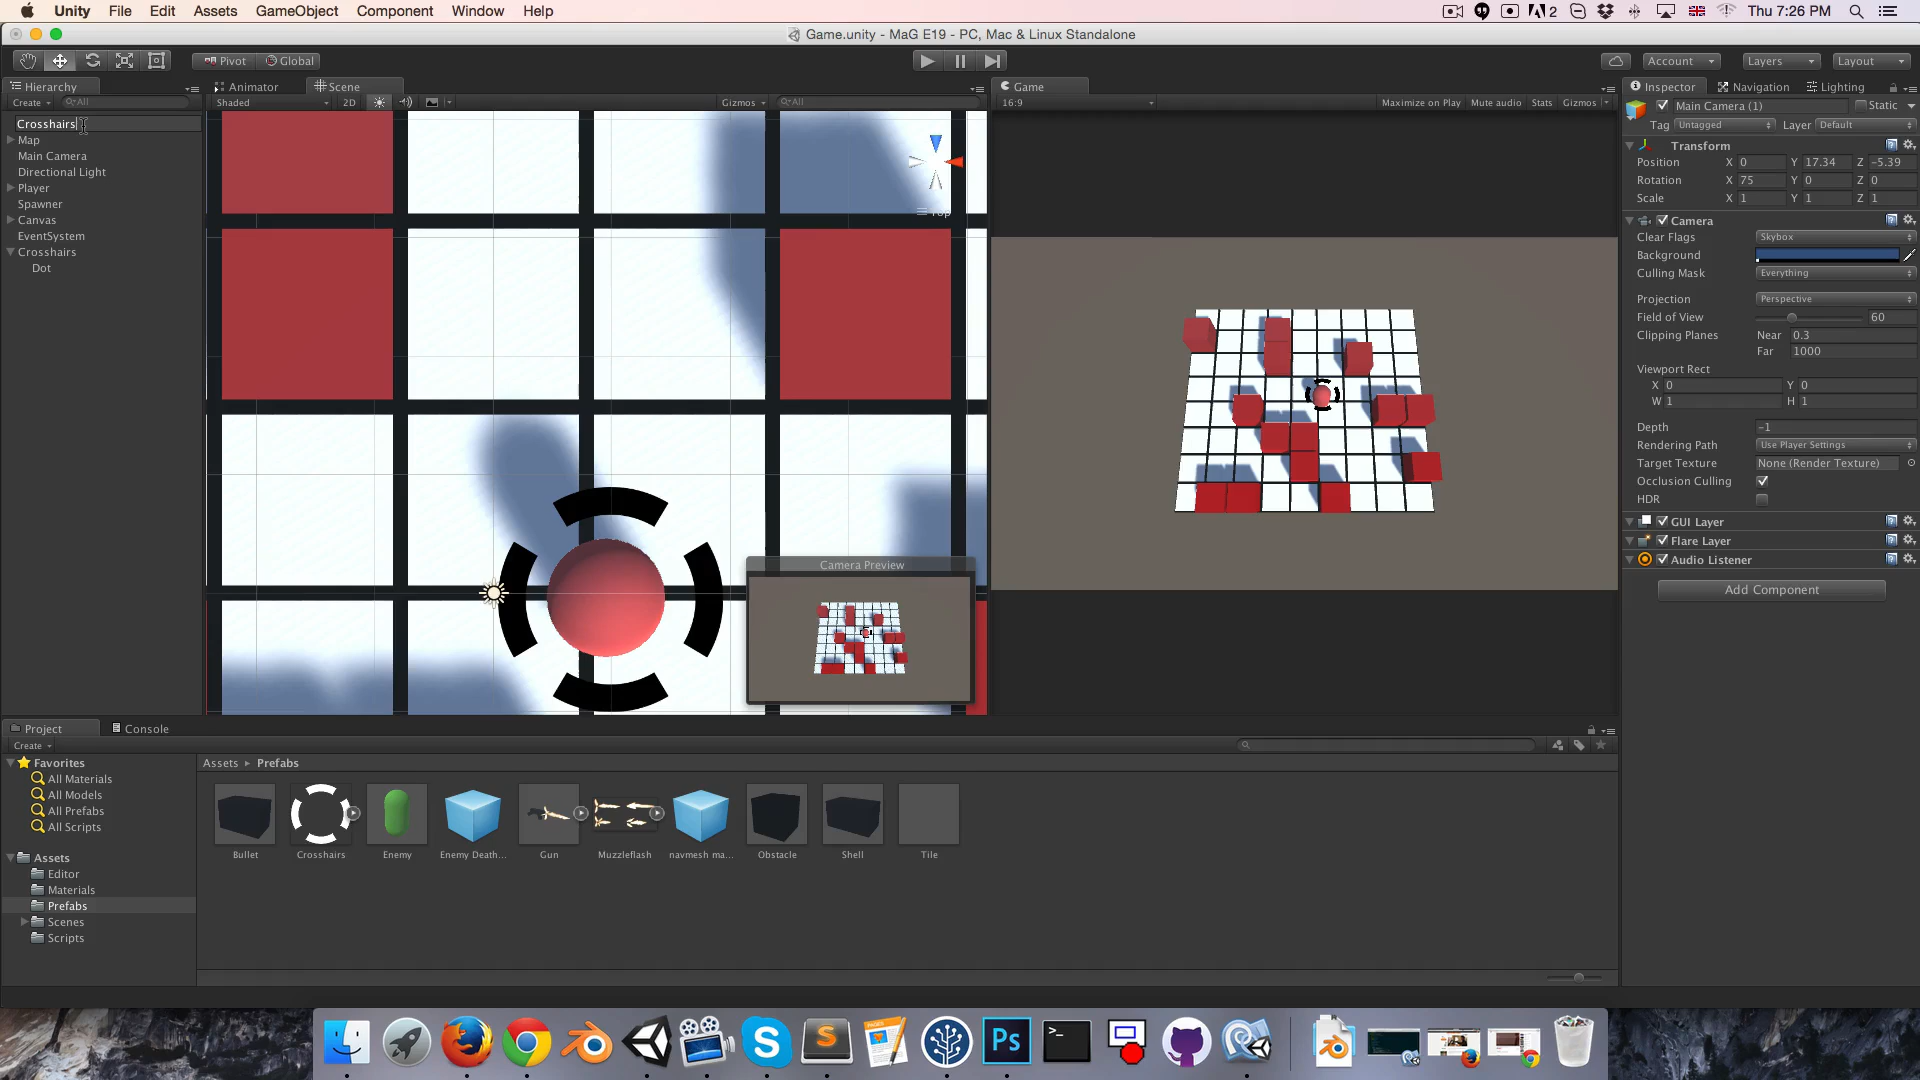 Unity File Edit Assets GameObject Component Window Help
2 Thu 7:26 PM
Game.unity - MaG E19 - PC, Mac & Linux Standalone
Pivot Global
Account Layers Layout
Hierarchy
Create All
Crosshairs
Map
Main Camera
Directional Light
Player
Spawner
Canvas
EventSystem
Crosshairs
Dot
Animator Scene
Shaded 2D Gizmos All
Top
Camera Preview
Game
16:9 Maximize on Play Mute audio Stats Gizmos
Inspector Navigation Lighting
Main Camera (1) Static
Tag Untagged Layer Default
Transform
Position X 0 Y 17.34 Z -5.39
Rotation X 75 Y 0 Z 0
Scale X 1 Y 1 Z 1
Camera
Clear Flags Skybox
Background
Culling Mask Everything
Projection Perspective
Field of View 60
Clipping Planes Near 0.3
Far 1000
Viewport Rect
X 0 Y 0
W 1 H 1
Depth -1
Rendering Path Use Player Settings
Target Texture None (Render Texture)
Occlusion Culling
HDR
GUI Layer
Flare Layer
Audio Listener
Add Component
Project Console
Create
Favorites
All Materials
All Models
All Prefabs
All Scripts
Assets
Editor
Materials
Prefabs
Scenes
Scripts
Assets Prefabs
Bullet Crosshairs Enemy Enemy Death... Gun Muzzleflash navmesh ma... Obstacle Shell Tile
Ps